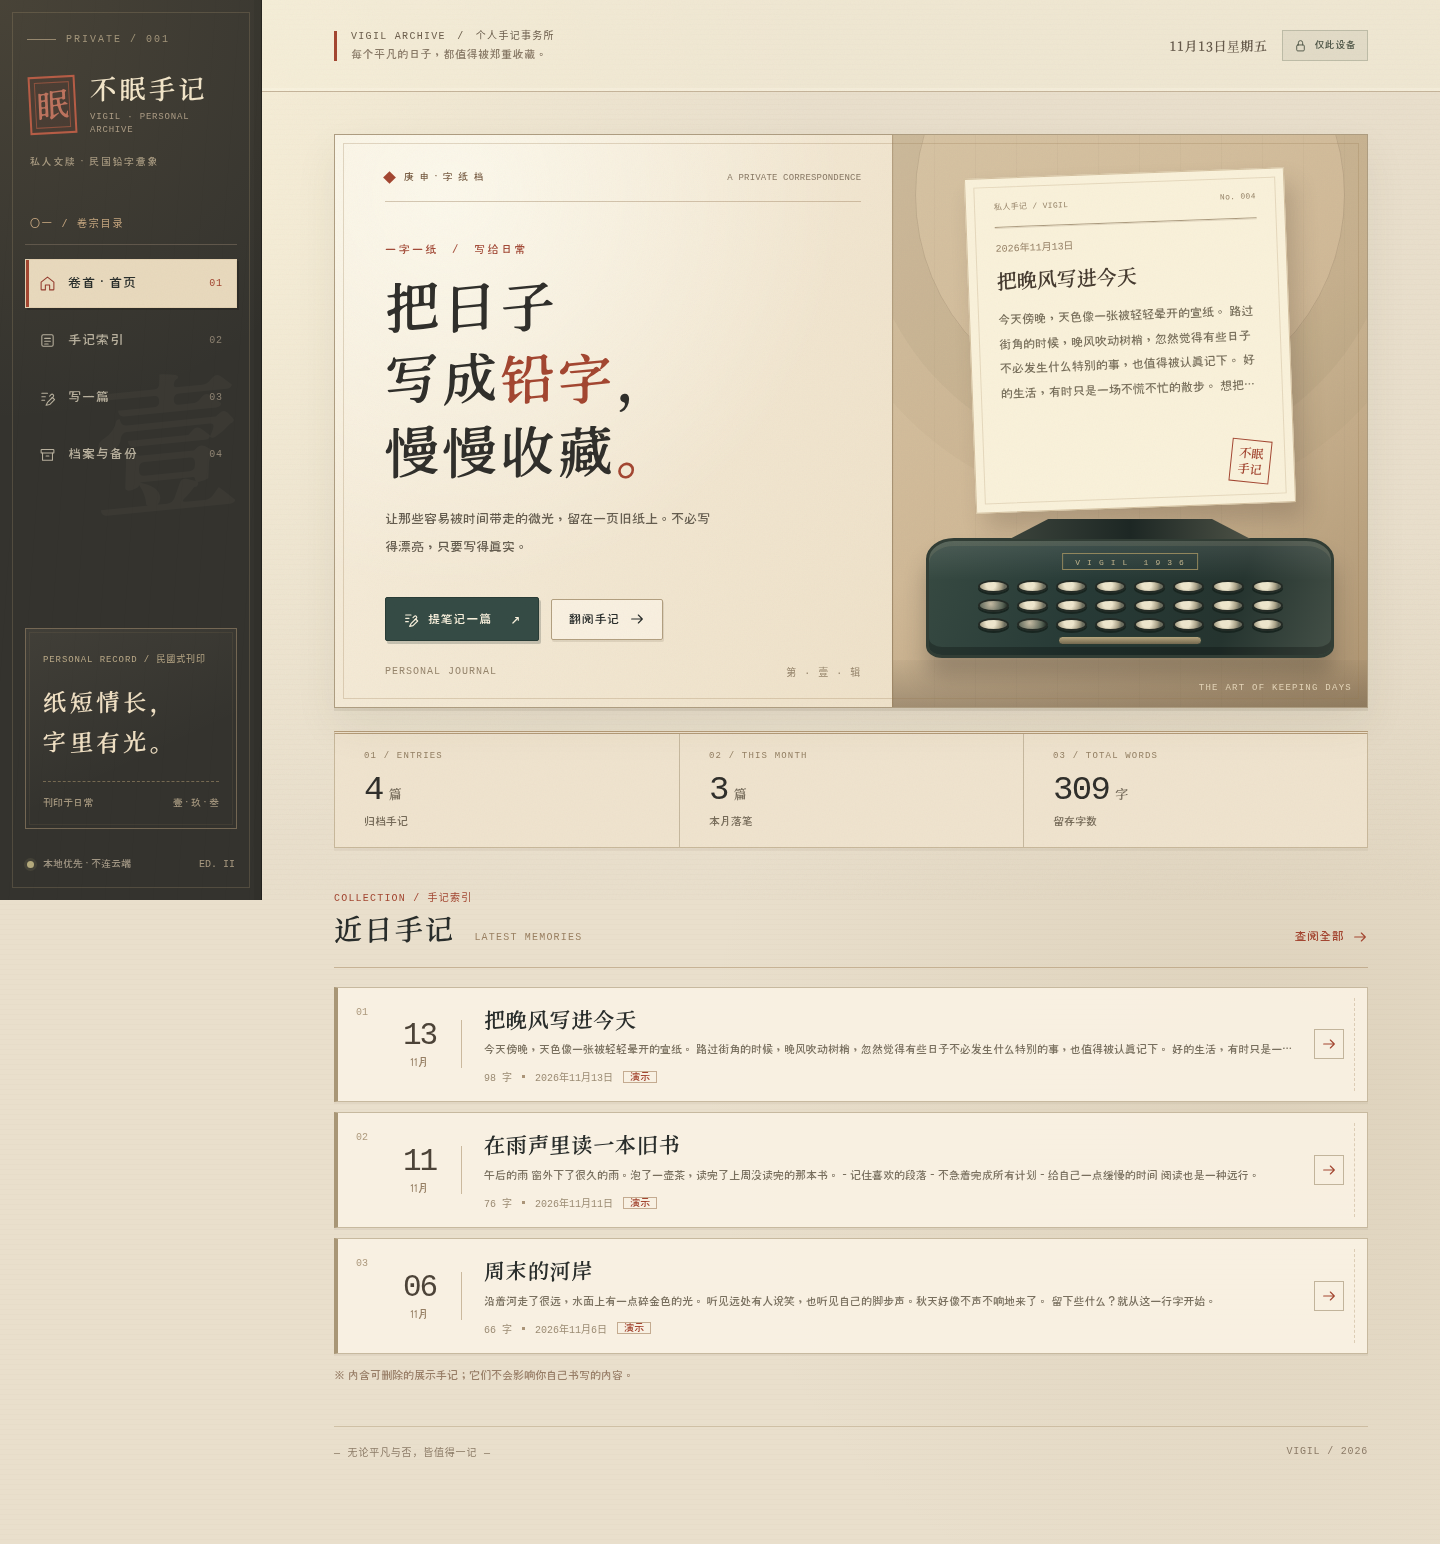 PRIVATE / 001
眠
不眠手记
VIGIL · PERSONAL
ARCHIVE
私人文牍 · 民国铅字意象
〇一 / 卷宗目录
卷首 · 首页 01
手记索引 02
写一篇 03
档案与备份 04
壹
PERSONAL RECORD / 民國式刊印
纸短情长，
字里有光。
刊印于日常 壹 · 玖 · 叁
本地优先 · 不连云端 ED. II
VIGIL ARCHIVE / 个人手记事务所
每个平凡的日子，都值得被郑重收藏。
11月13日星期五
仅此设备
庚申 · 字纸档
A PRIVATE CORRESPONDENCE
一字一纸 / 写给日常
把日子
写成铅字，
慢慢收藏。
让那些容易被时间带走的微光，留在一页旧纸上。不必写
得漂亮，只要写得真实。
提笔记一篇 ↗
翻阅手记 →
PERSONAL JOURNAL
第 · 壹 · 辑
私人手记 / VIGIL
No. 004
2026年11月13日
把晚风写进今天
今天傍晚，天色像一张被轻轻晕开的宣纸。 路过
街角的时候，晚风吹动树梢，忽然觉得有些日子
不必发生什么特别的事，也值得被认真记下。 好
的生活，有时只是一场不慌不忙的散步。 想把…
不眠
手记
VIGIL 1936
THE ART OF KEEPING DAYS
01 / ENTRIES
4 篇
归档手记
02 / THIS MONTH
3 篇
本月落笔
03 / TOTAL WORDS
309 字
留存字数
COLLECTION / 手记索引
近日手记 LATEST MEMORIES
查阅全部 →
01
13
11月
把晚风写进今天
今天傍晚，天色像一张被轻轻晕开的宣纸。 路过街角的时候，晚风吹动树梢，忽然觉得有些日子不必发生什么特别的事，也值得被认真记下。 好的生活，有时只是一…
98 字 ▪ 2026年11月13日 演示
→
02
11
11月
在雨声里读一本旧书
午后的雨 窗外下了很久的雨。泡了一壶茶，读完了上周没读完的那本书。 - 记住喜欢的段落 - 不急着完成所有计划 - 给自己一点缓慢的时间 阅读也是一种远行。
76 字 ▪ 2026年11月11日 演示
→
03
06
11月
周末的河岸
沿着河走了很远，水面上有一点碎金色的光。 听见远处有人说笑，也听见自己的脚步声。秋天好像不声不响地来了。 留下些什么？就从这一行字开始。
66 字 ▪ 2026年11月6日 演示
→
※ 内含可删除的展示手记；它们不会影响你自己书写的内容。
— 无论平凡与否，皆值得一记 —
VIGIL / 2026